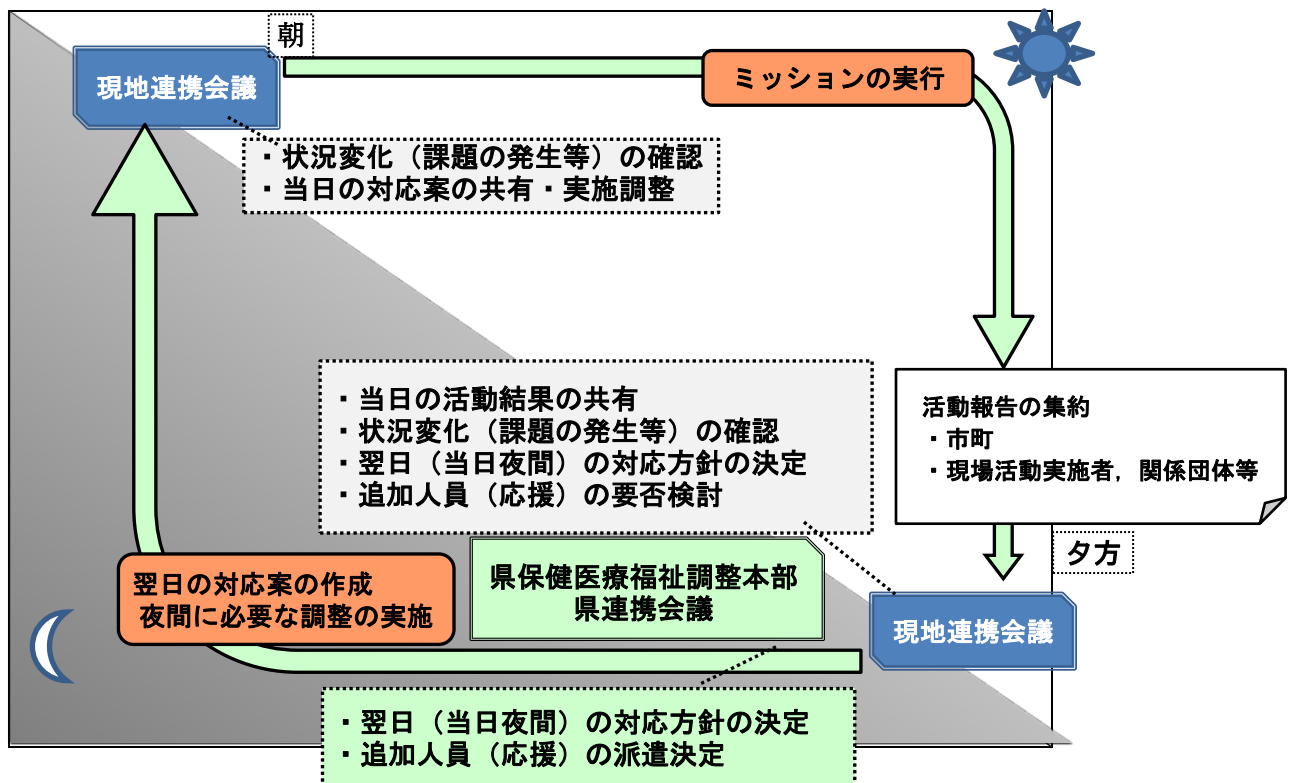 朝
現地連携会議
ミッションの実行
・状況変化（課題の発生等）の確認
・当日の対応案の共有・実施調整
・当日の活動結果の共有
・状況変化（課題の発生等）の確認
・翌日（当日夜間）の対応方針の決定
・追加人員（応援）の要否検討
活動報告の集約
・市町
・現場活動実施者，関係団体等
夕方
現地連携会議
県保健医療福祉調整本部
県連携会議
・翌日（当日夜間）の対応方針の決定
・追加人員（応援）の派遣決定
翌日の対応案の作成
夜間に必要な調整の実施